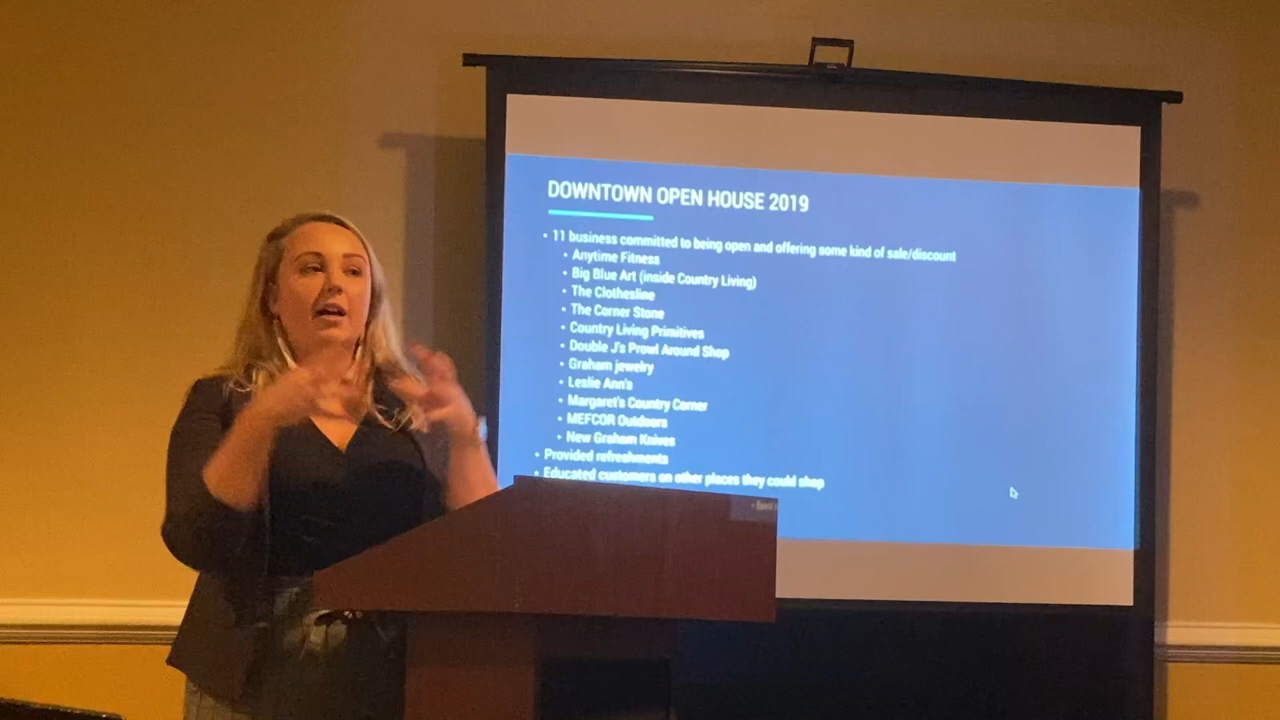 DOWNTOWN OPEN HOUSE 2019
• 11 business committed to being open and offering some kind of sale/discount
• Anytime Fitness
• Big Blue Art (inside Country Living)
• The Clothesline
• The Corner Stone
• Country Living Primitives
• Double J's Prowl Around Shop
• Graham jewelry
• Leslie Ann's
• Margaret's Country Corner
• MEFCOR Outdoors
• New Graham Knives
• Provided refreshments
• Educated customers on other places they could shop